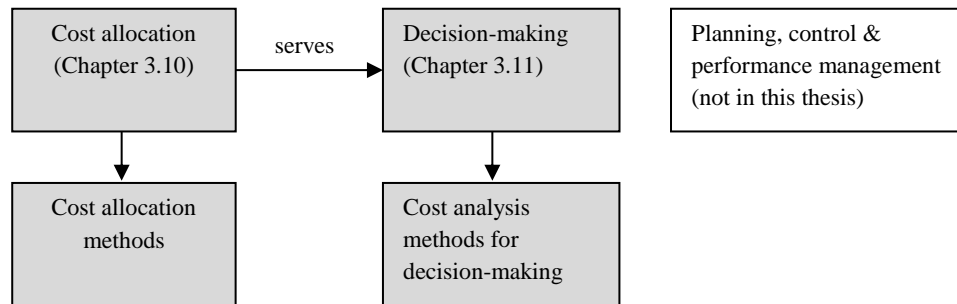 Cost allocation
(Chapter 3.10)
serves
Decision-making
(Chapter 3.11)
Planning, control &
performance management
(not in this thesis)
Cost allocation
methods
Cost analysis
methods for
decision-making